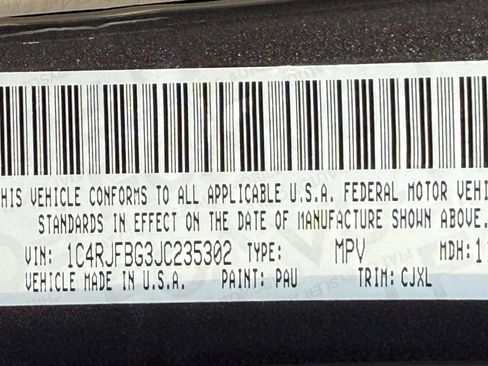 HIS VEHICLE CONFORMS TO ALL APPLICABLE U.S.A. FEDERAL MOTOR VEHI
STANDARDS IN EFFECT ON THE DATE OF MANUFACTURE SHOWN ABOVE.
VIN: 1C4RJFBG3JC235302 TYPE: MPV MDH:1
VEHICLE MADE IN U.S.A. PAINT: PAU TRIM: CJXL